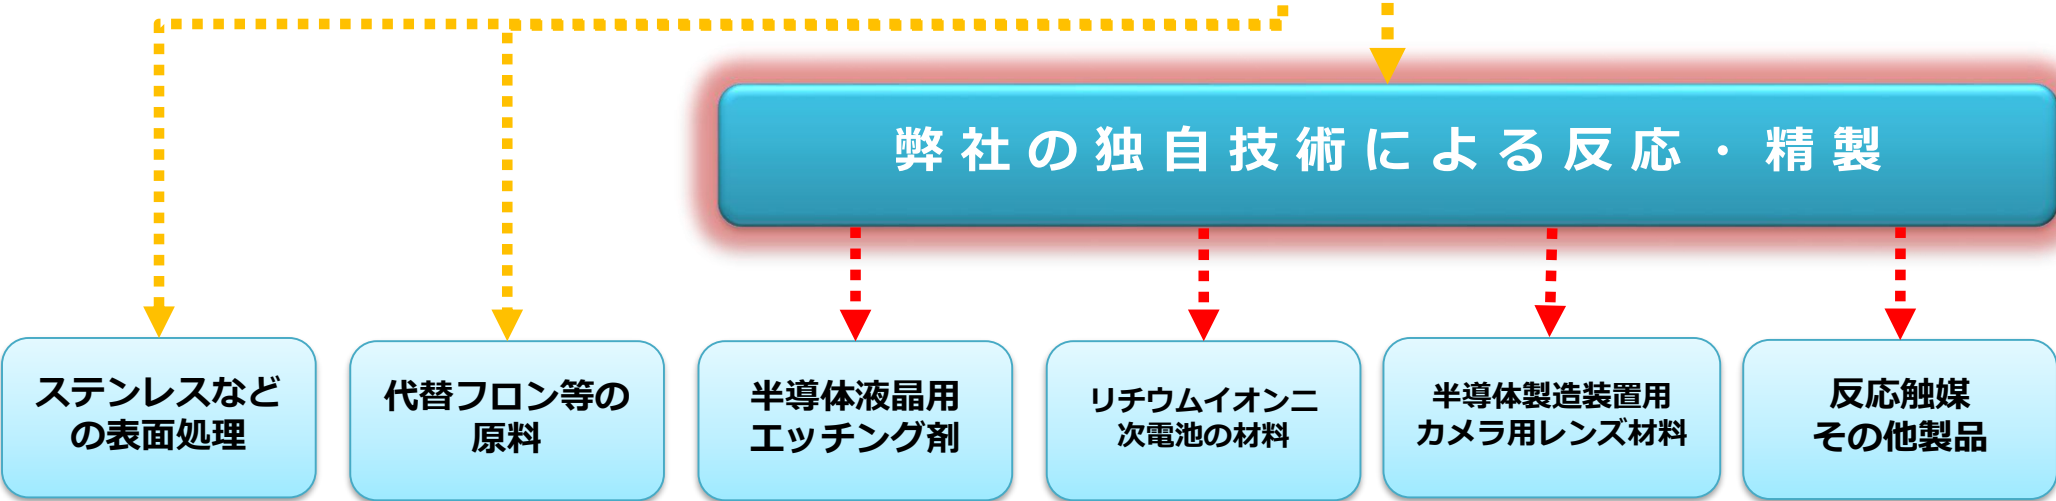 弊社の独自技術による反応・精製
ステンレスなど
の表面処理
代替フロン等の
原料
半導体液晶用
エッチング剤
リチウムイオン二
次電池の材料
半導体製造装置用
カメラ用レンズ材料
反応触媒
その他製品